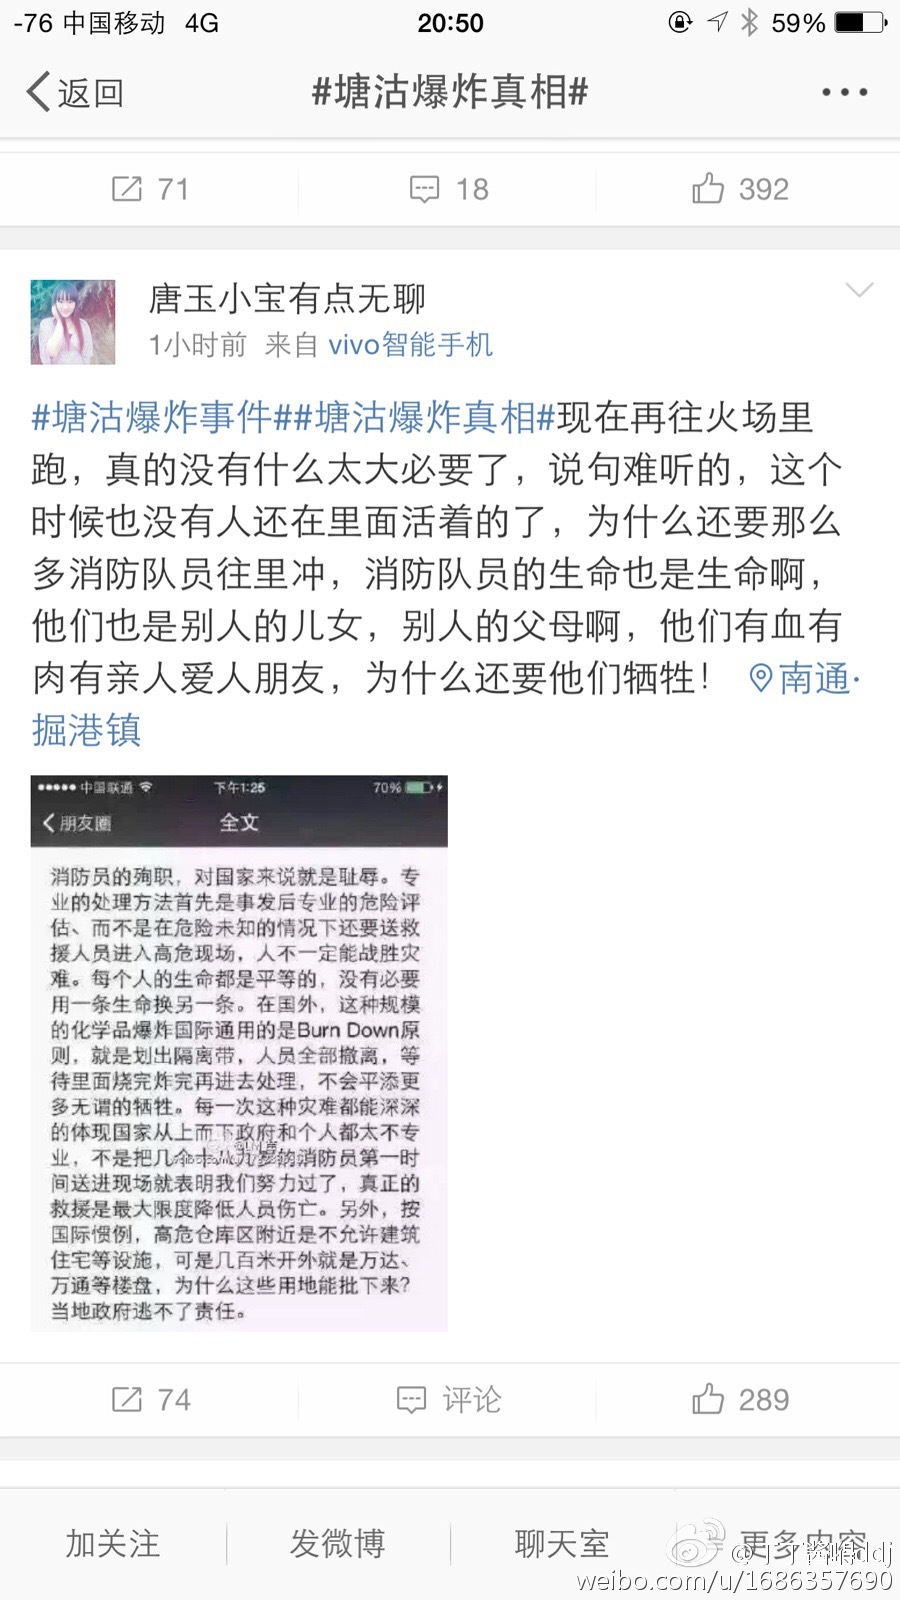 -76 中国移动 4G 20:50 59%
返回 #塘沽爆炸真相#
71 18 392
唐玉小宝有点无聊
1小时前 来自 vivo智能手机
#塘沽爆炸事件##塘沽爆炸真相#现在再往火场里
跑，真的没有什么太大必要了，说句难听的，这个
时候也没有人还在里面活着的了，为什么还要那么
多消防队员往里冲，消防队员的生命也是生命啊，
他们也是别人的儿女，别人的父母啊，他们有血有
肉有亲人爱人朋友，为什么还要他们牺牲！ 南通·
掘港镇
中国联通 下午1:25 70%
朋友圈 全文
消防员的殉职，对国家来说就是耻辱。专
业的处理方法首先是事发后专业的危险评
估、而不是在危险未知的情况下还要送救
援人员进入高危现场，人不一定能战胜灾
难。每个人的生命都是平等的，没有必要
用一条生命换另一条。在国外，这种规模
的化学品爆炸国际通用的是Burn Down原
则，就是划出隔离带，人员全部撤离，等
待里面烧完炸完再进去处理，不会平添更
多无谓的牺牲。每一次这种灾难都能深深
的体现国家从上而下政府和个人都太不专
业，不是把几个十八九岁的消防员第一时
间送进现场就表明我们努力过了，真正的
救援是最大限度降低人员伤亡。另外，按
国际惯例，高危仓库区附近是不允许建筑
住宅等设施，可是几百米开外就是万达、
万通等楼盘，为什么这些用地能批下来？
当地政府逃不了责任。
74 评论 289
加关注 发微博 聊天室 更多内容
weibo.com/u/1686357690